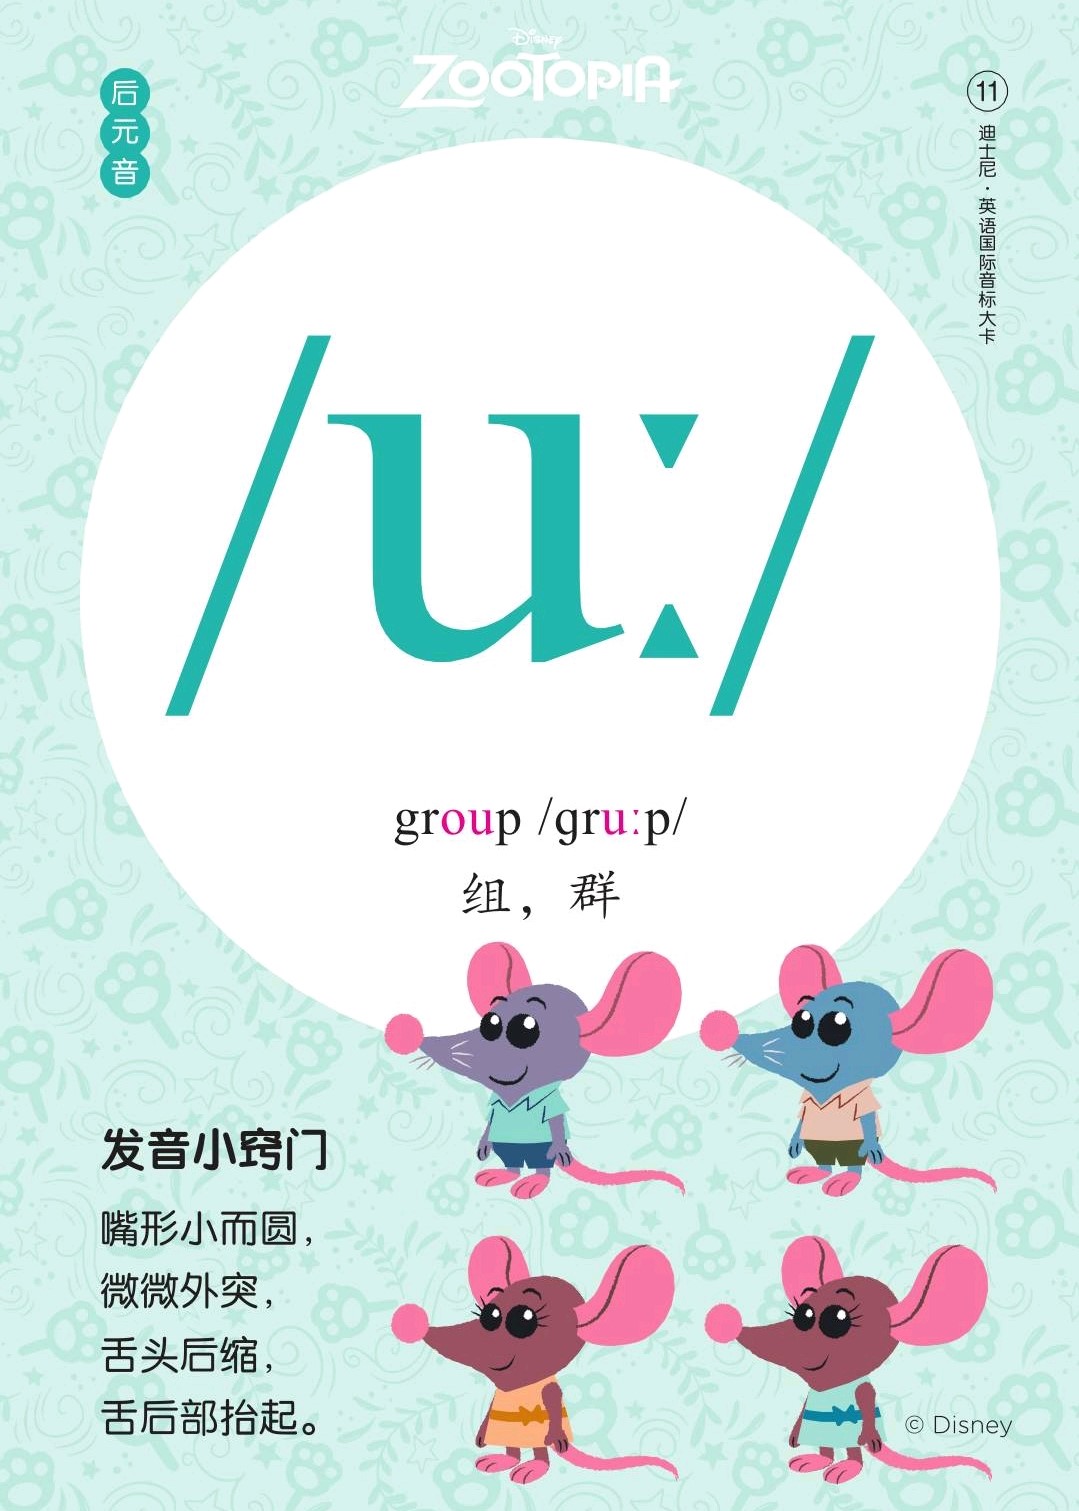 Disney
ZOOTOPIA
后元音
11
迪士尼·英语国际音标大卡
/uː/
group /ɡruːp/
组，群
发音小窍门
嘴形小而圆，
微微外突，
舌头后缩，
舌后部抬起。
© Disney